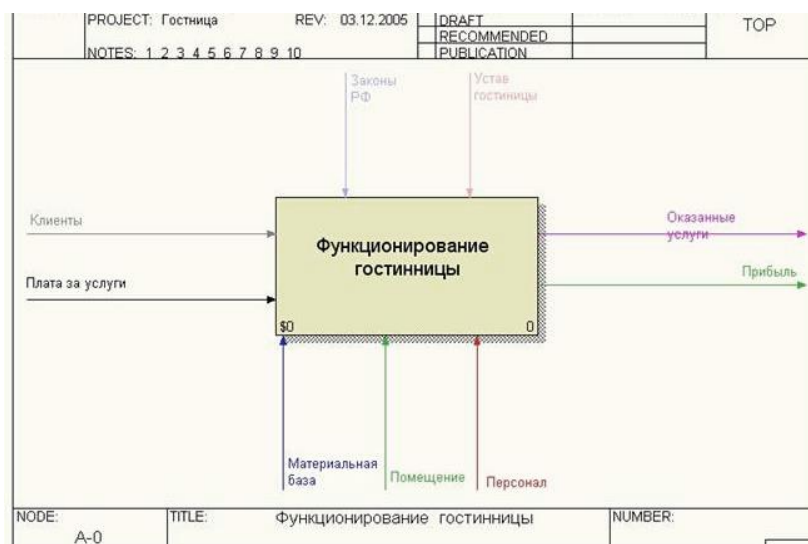 PROJECT: Гостница REV: 03.12.2005 DRAFT TOP
RECOMMENDED
NOTES: 1 2 3 4 5 6 7 8 9 10 PUBLICATION
Законы
РФ
Устав
гостиницы
Клиенты
Оказанные
услуги
Функционирование
гостинницы
Прибыль
Плата за услуги
$0 0
Материальная
база
Помещение
Персонал
NODE: TITLE: Функционирование гостинницы NUMBER:
A-0